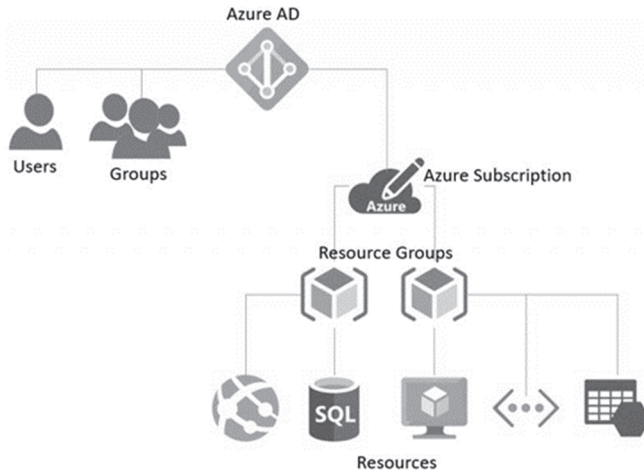 Azure AD
Users
Groups
Azure Subscription
Azure
Resource Groups
SQL
Resources